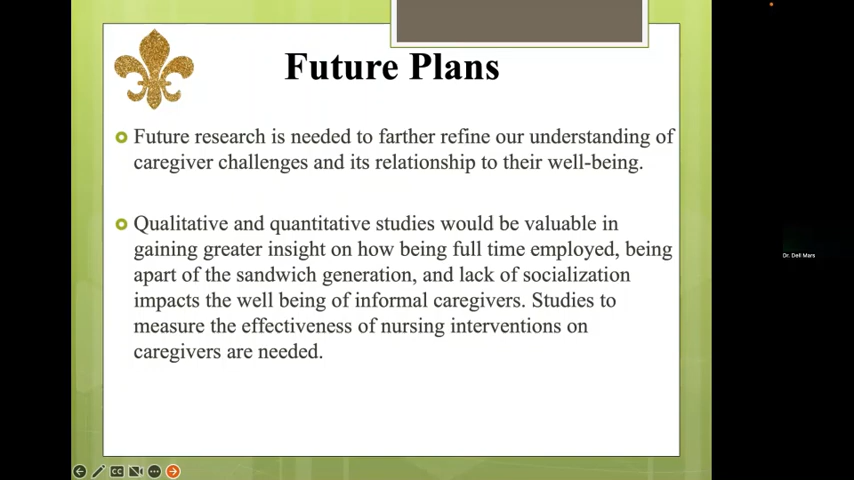 Future Plans
Future research is needed to farther refine our understanding of
caregiver challenges and its relationship to their well-being.
Qualitative and quantitative studies would be valuable in
gaining greater insight on how being full time employed, being
apart of the sandwich generation, and lack of socialization
impacts the well being of informal caregivers. Studies to
measure the effectiveness of nursing interventions on
caregivers are needed.
Dr. Dell Mars
CC